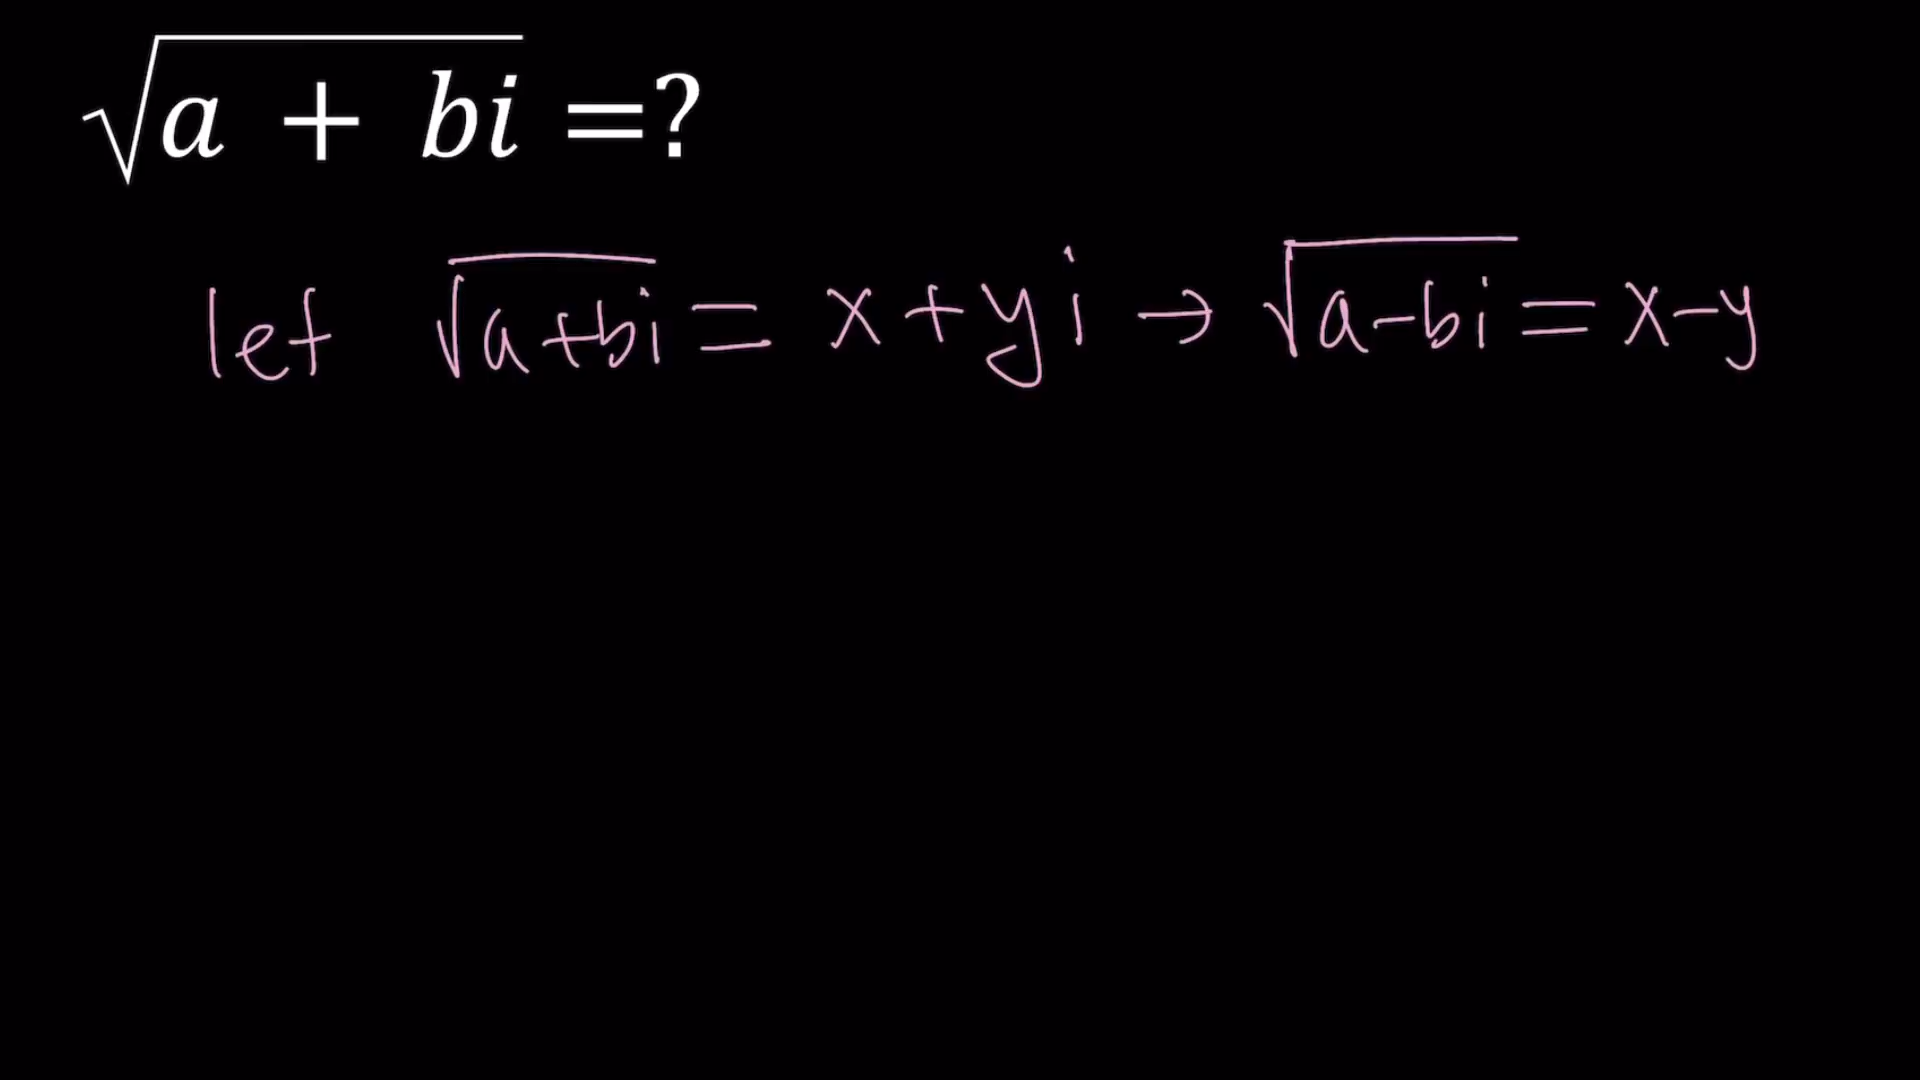 √(a + bi) =?
let √(a+bi) = x+yi → √(a-bi) = x-y